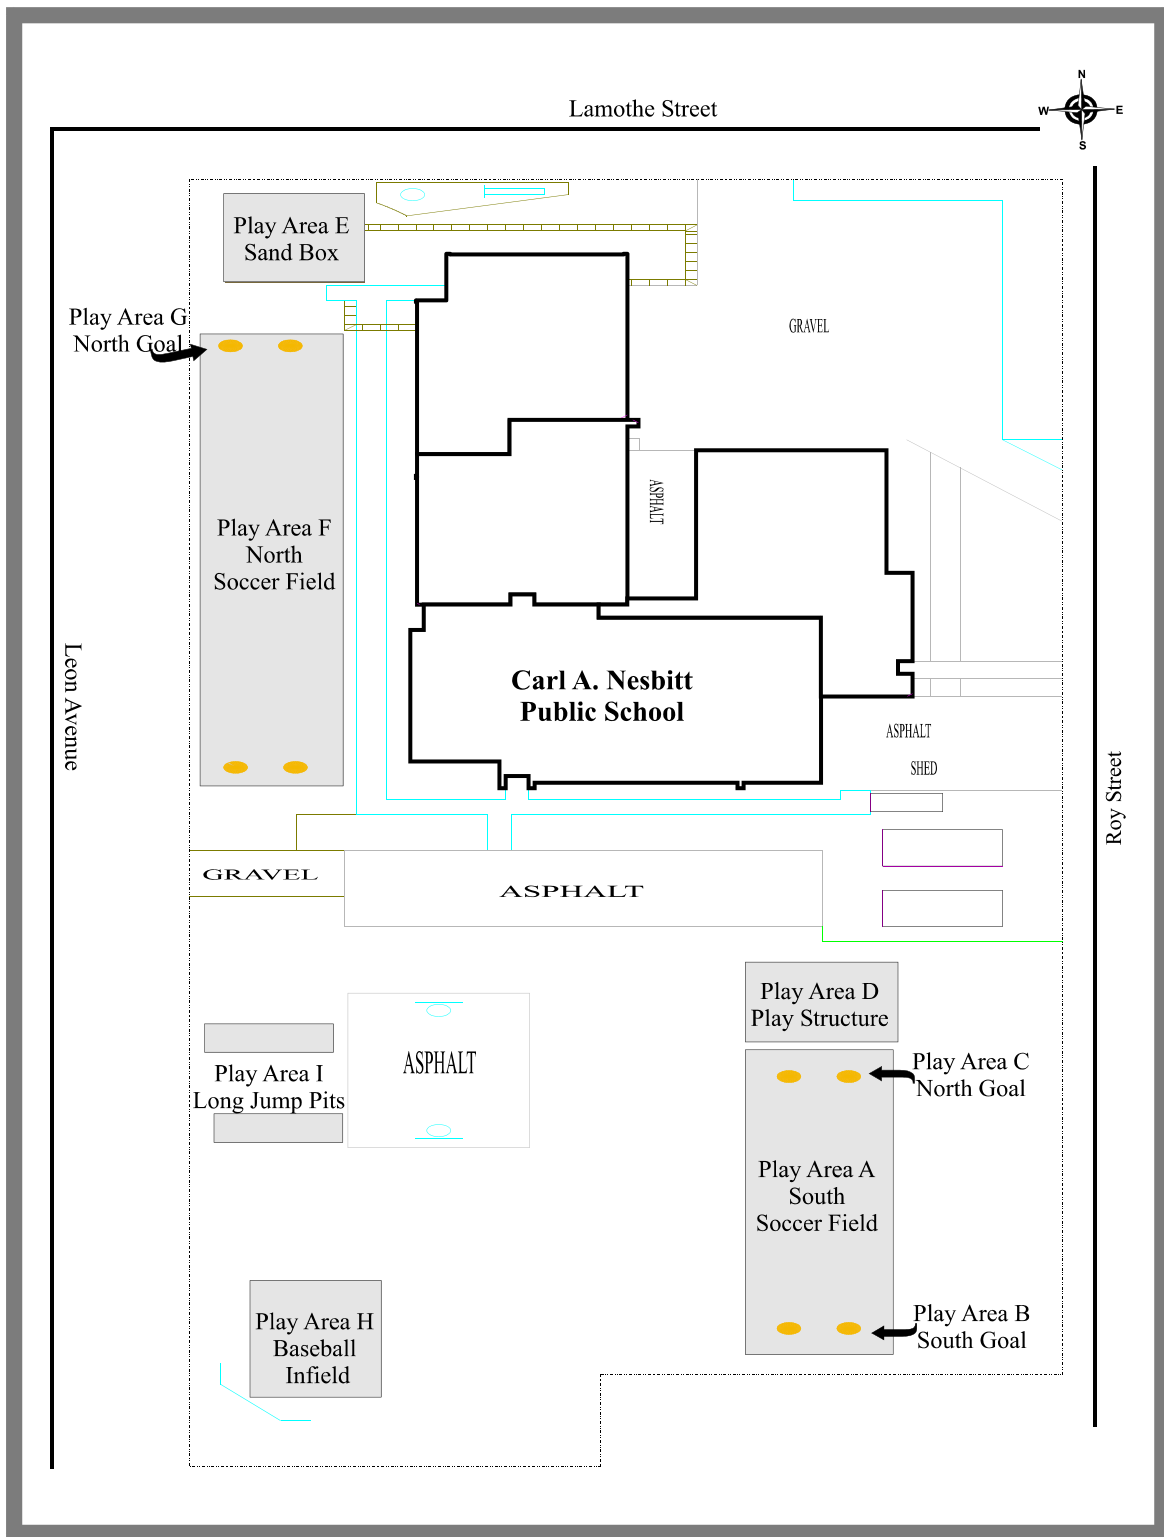 Lamothe Street
N
W
E
S
Play Area E
Sand Box
Play Area G
North Goal
GRAVEL
ASPHALT
Play Area F
North
Soccer Field
Leon Avenue
Carl A. Nesbitt
Public School
ASPHALT
SHED
Roy Street
GRAVEL
ASPHALT
Play Area D
Play Structure
Play Area I
Long Jump Pits
ASPHALT
Play Area C
North Goal
Play Area A
South
Soccer Field
Play Area H
Baseball
Infield
Play Area B
South Goal